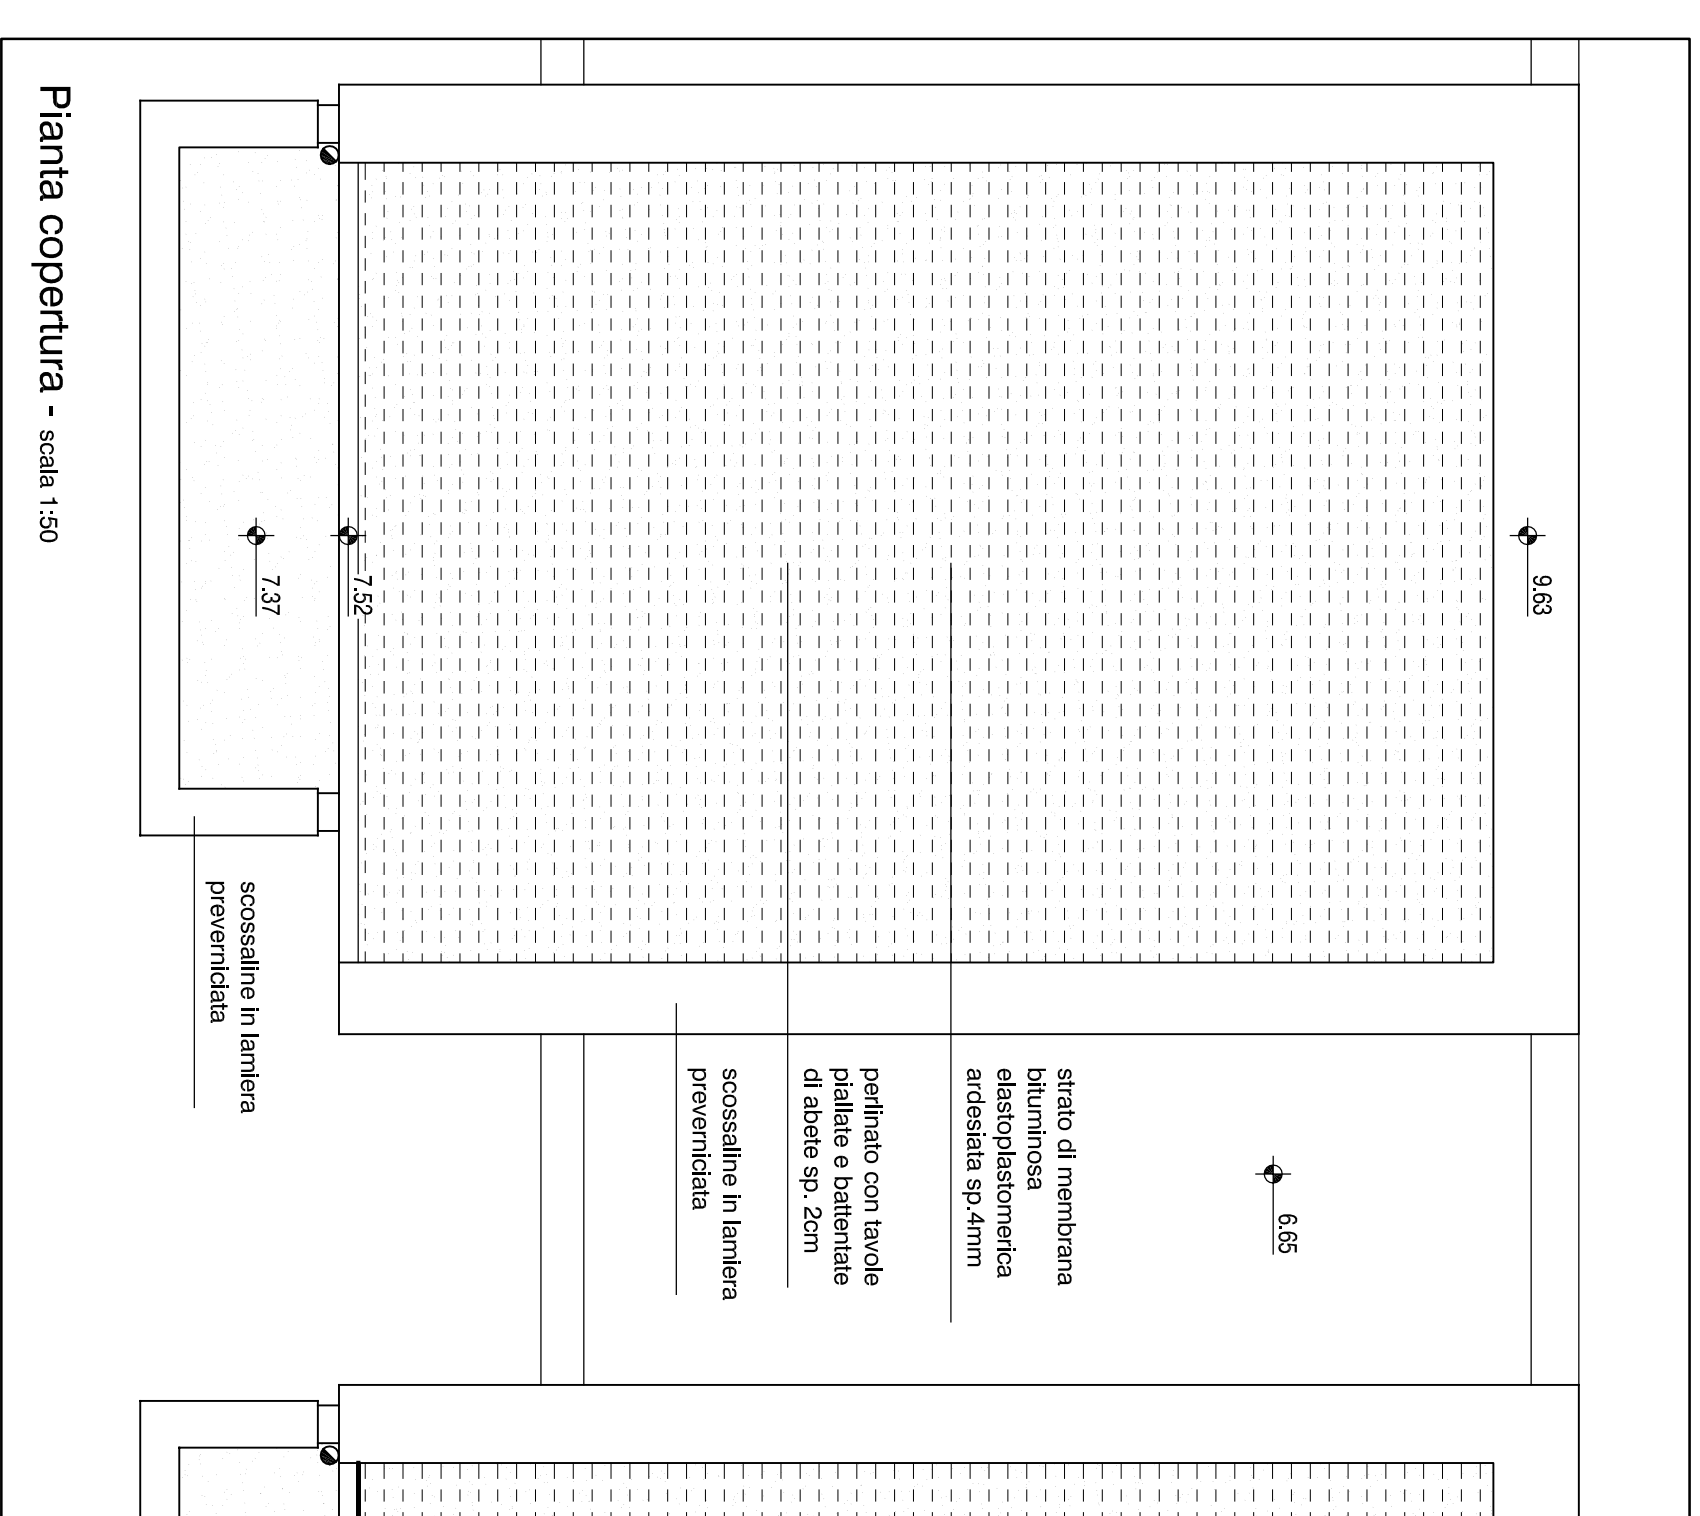 9.63
6.65
strato di membrana
bituminosa
elastoplastomerica
ardesiata sp.4mm
perlinato con tavole
piallate e battentate
di abete sp. 2cm
scossaline in lamiera
preverniciata
7.52
7.37
scossaline in lamiera
preverniciata
Pianta copertura - scala 1:50